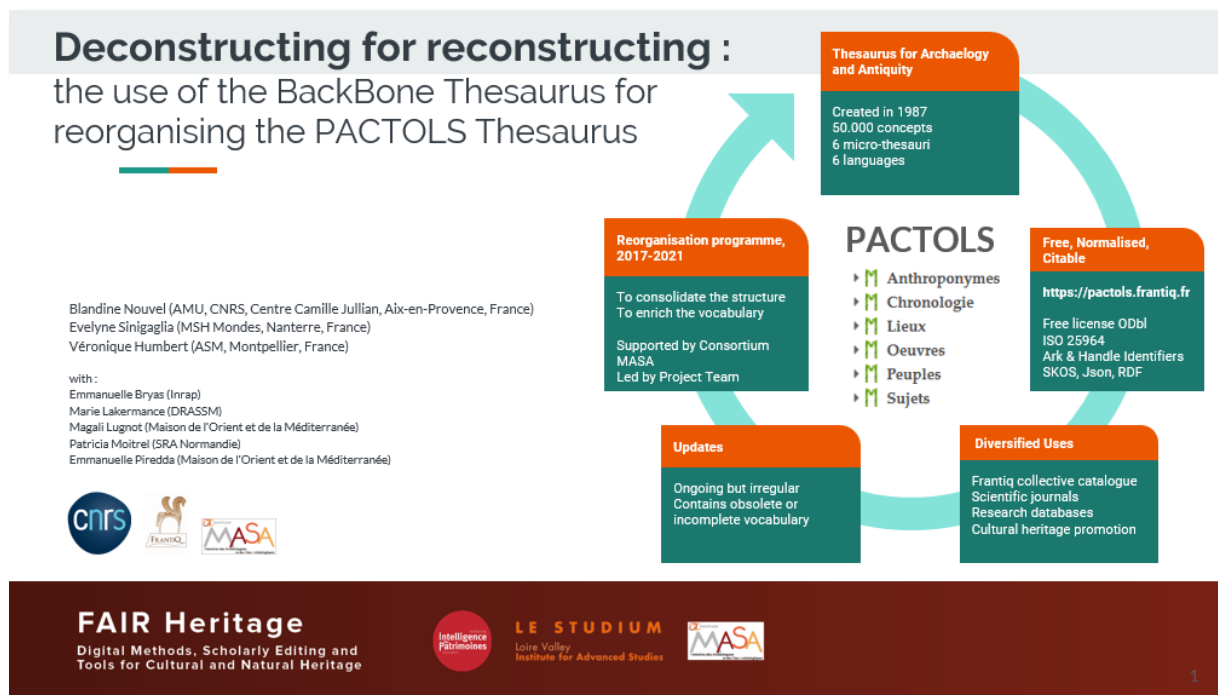 Deconstructing for reconstructing :
the use of the BackBone Thesaurus for
reorganising the PACTOLS Thesaurus
Blandine Nouvel (AMU, CNRS, Centre Camille Jullian, Aix-en-Provence, France)
Evelyne Sinigaglia (MSH Mondes, Nanterre, France)
Véronique Humbert (ASM, Montpellier, France)
with :
Emmanuelle Bryas (Inrap)
Marie Lakermance (DRASSM)
Magali Lugnot (Maison de l'Orient et de la Méditerranée)
Patricia Moitrel (SRA Normandie)
Emmanuelle Piredda (Maison de l'Orient et de la Méditerranée)
cnrs
FRANTIQ
MASA
Thesaurus for Archaelogy
and Antiquity
Created in 1987
50.000 concepts
6 micro-thesauri
6 languages
Free, Normalised,
Citable
https://pactols.frantiq.fr
Free license ODbl
ISO 25964
Ark & Handle Identifiers
SKOS, Json, RDF
Diversified Uses
Frantiq collective catalogue
Scientific journals
Research databases
Cultural heritage promotion
Updates
Ongoing but irregular
Contains obsolete or
incomplete vocabulary
Reorganisation programme,
2017-2021
To consolidate the structure
To enrich the vocabulary
Supported by Consortium
MASA
Led by Project Team
PACTOLS
Anthroponymes
Chronologie
Lieux
Oeuvres
Peuples
Sujets
FAIR Heritage
Digital Methods, Scholarly Editing and
Tools for Cultural and Natural Heritage
Intelligence
Patrimoines
LE STUDIUM
Loire Valley
Institute for Advanced Studies
MASA
1